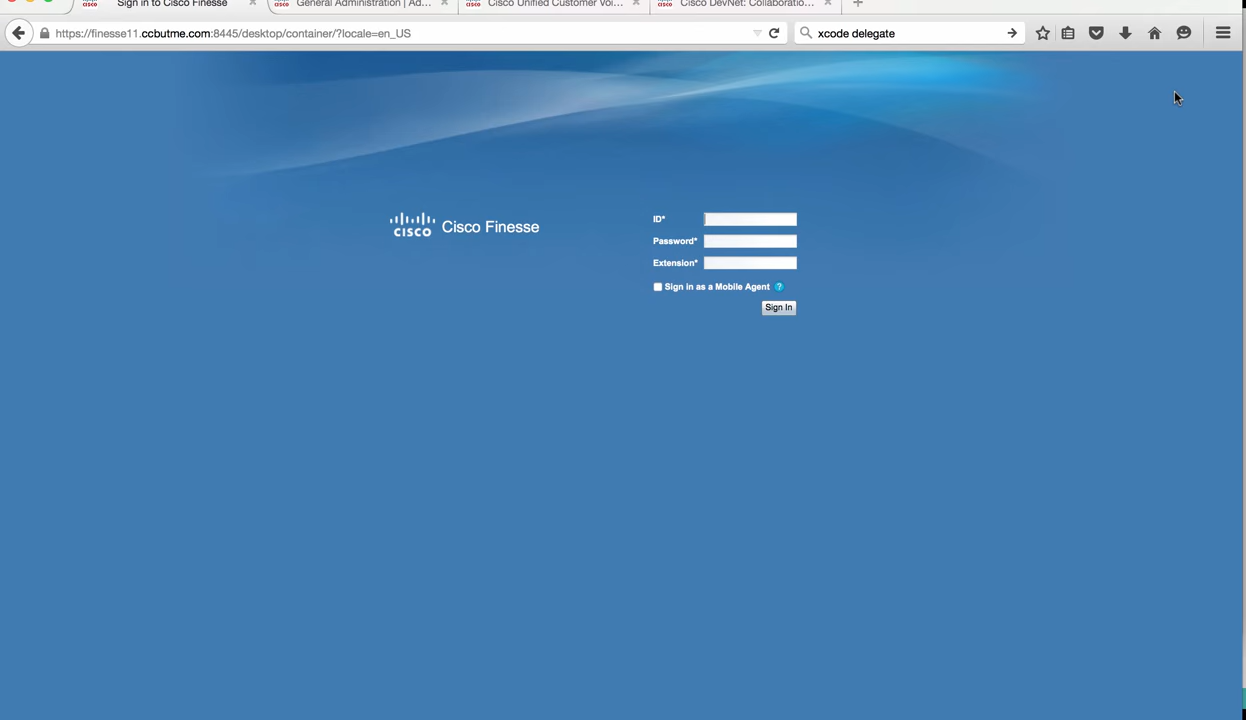 Sign in to Cisco Finesse
General Administration | Ad...
Cisco Unified Customer Voi...
Cisco DevNet: Collaboratio...
https://finesse11.ccbutme.com:8445/desktop/container/?locale=en_US
xcode delegate
CISCO Cisco Finesse
ID*
Password*
Extension*
Sign in as a Mobile Agent ?
Sign In